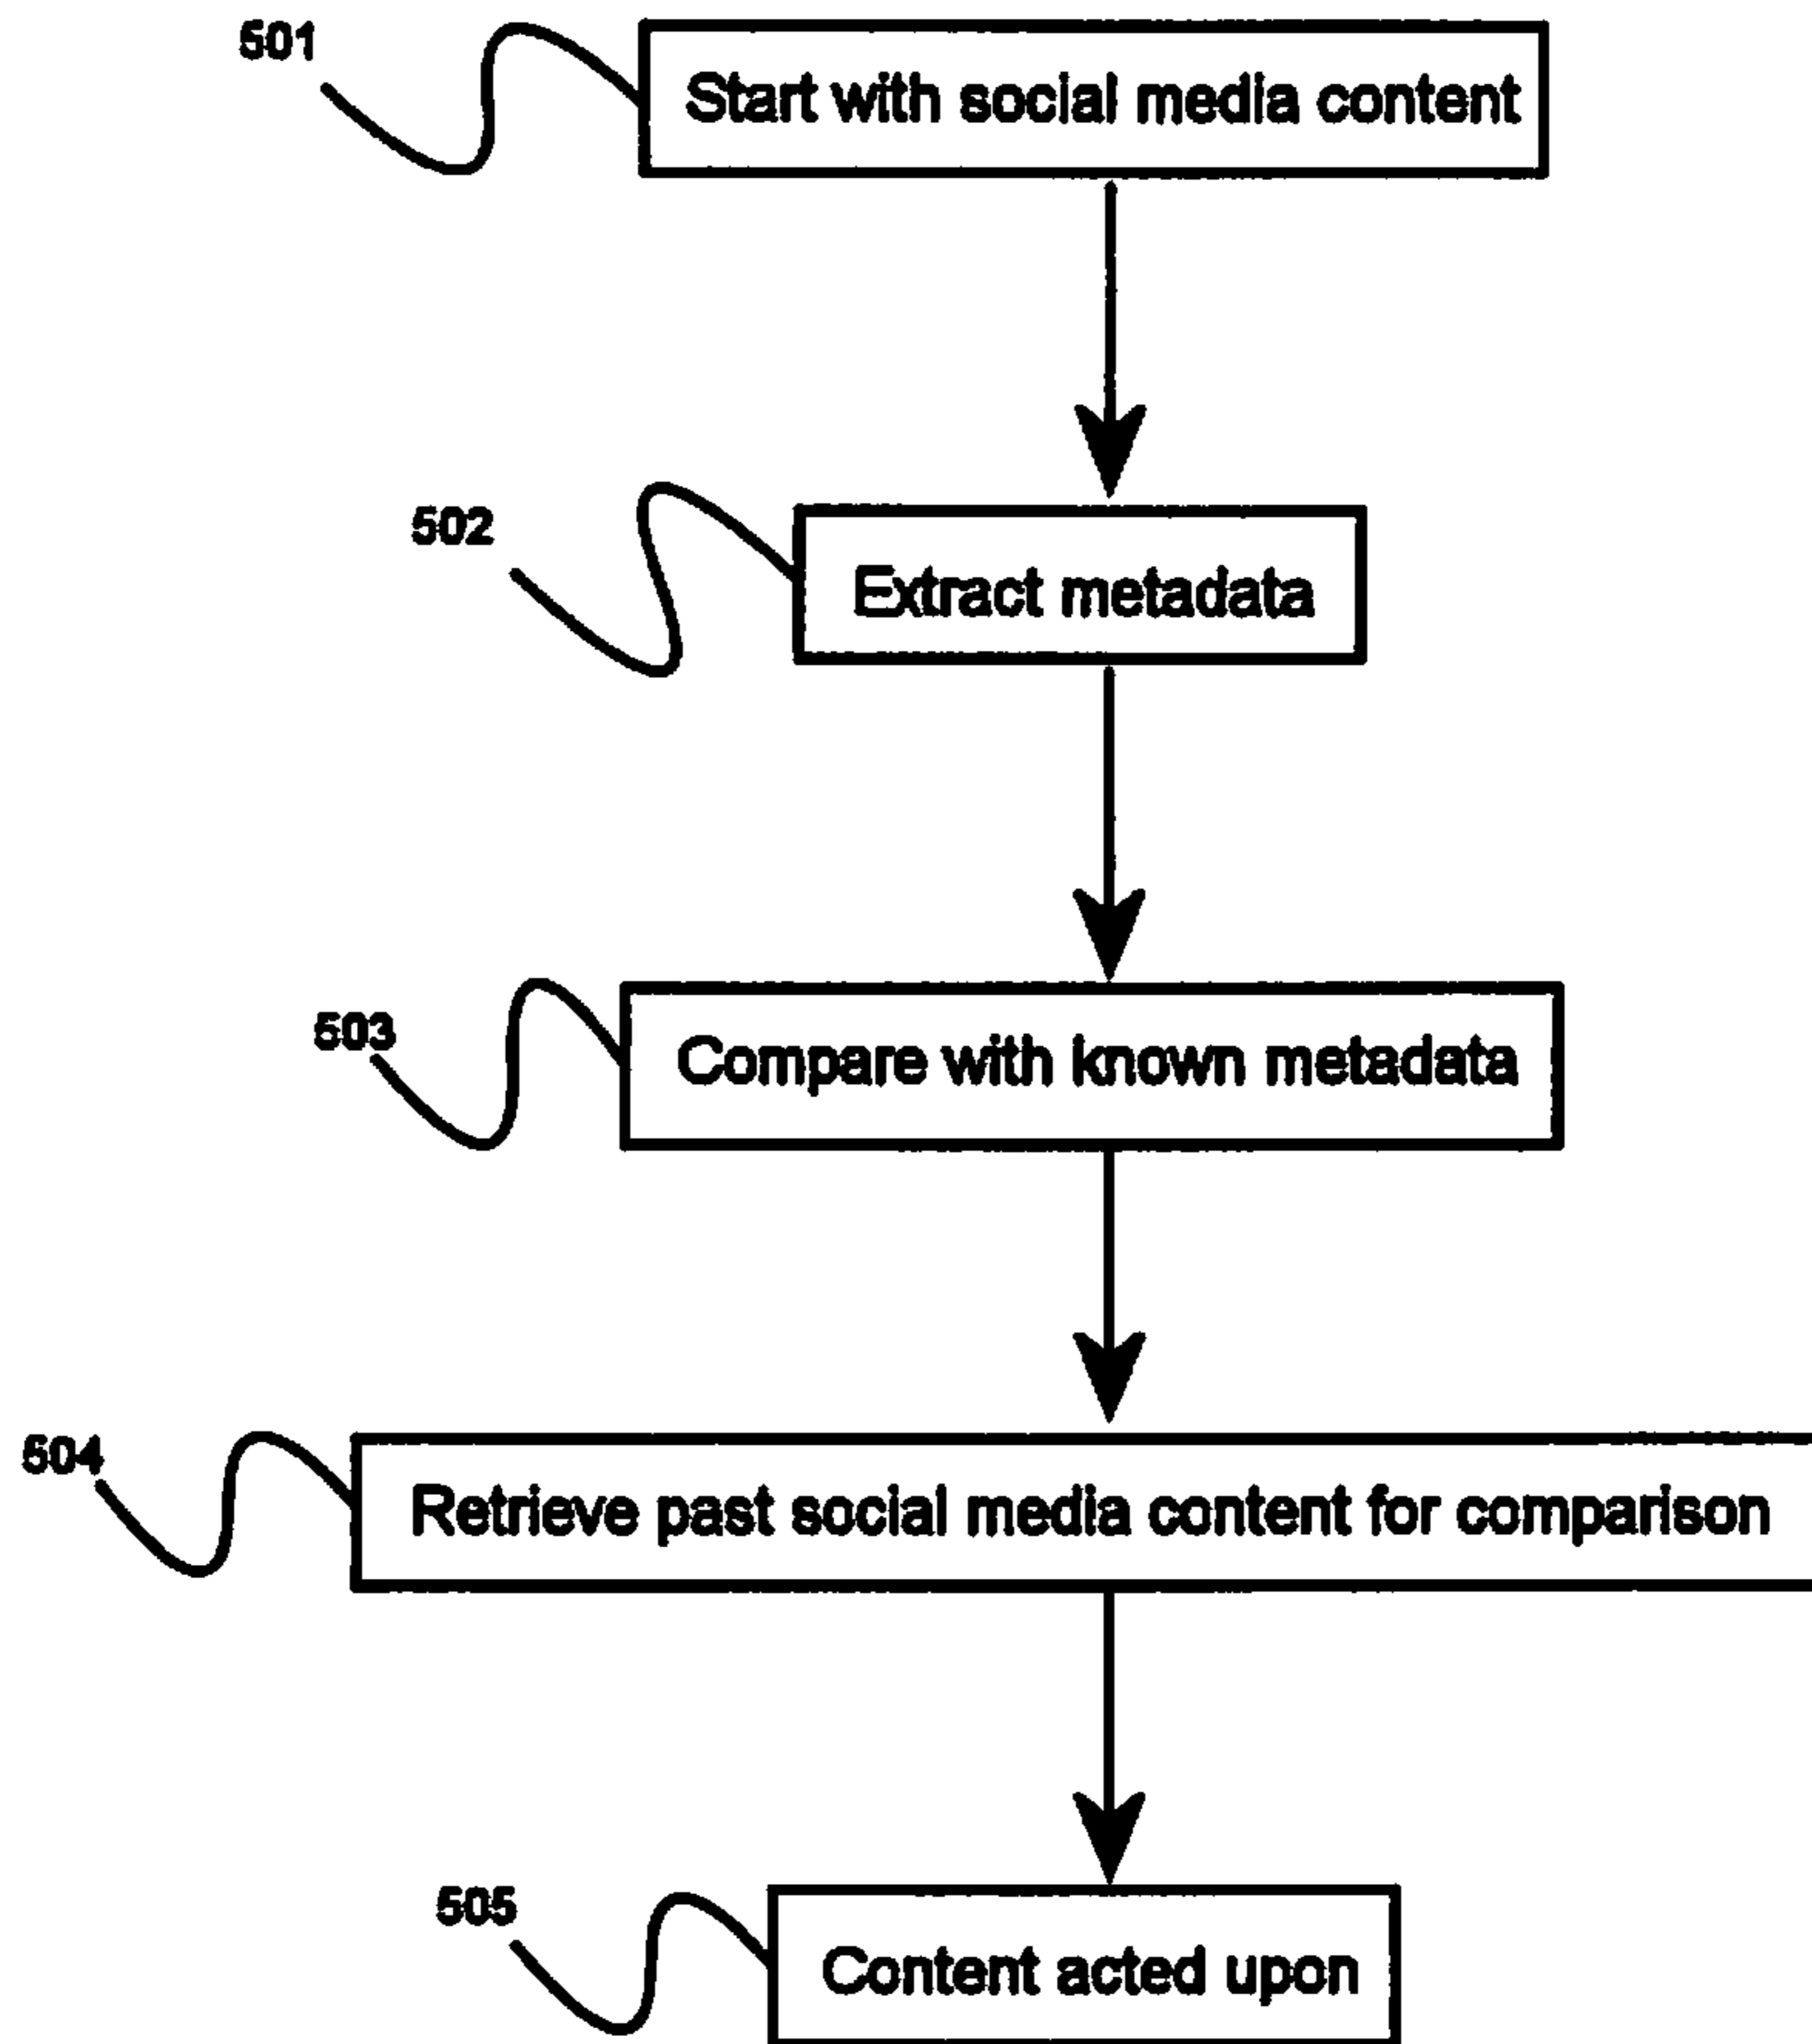 501
Start with social media content
502
Extract metadata
503
Compare with known metadata
504
Retrieve past social media content for comparison
505
Content acted upon